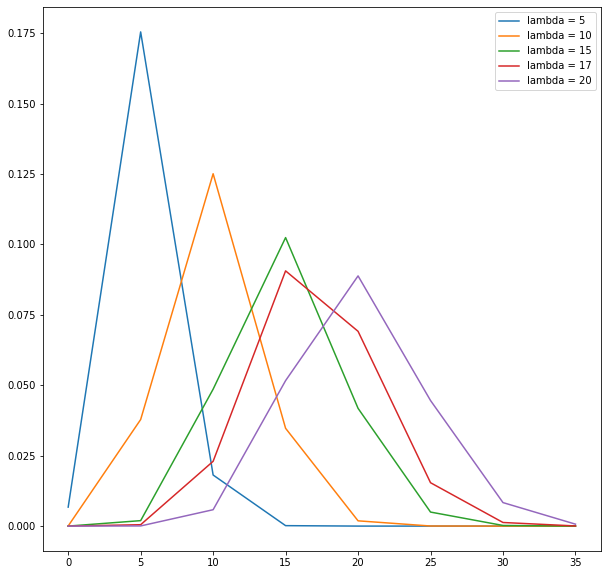 lambda = 5
lambda = 10
lambda = 15
lambda = 17
lambda = 20
0.175
0.150
0.125
0.100
0.075
0.050
0.025
0.000
0 5 10 15 20 25 30 35